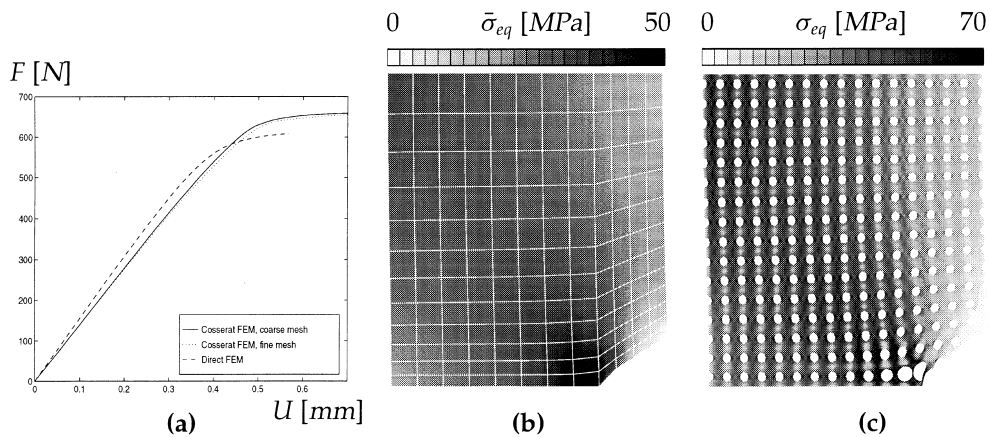 F [N]
700
600
500
400
300
200
100
0
0
0.1
0.2
0.3
0.4
0.5
0.6
U [mm]
Cosserat FEM, coarse mesh
Cosserat FEM, fine mesh
Direct FEM
(a)
0 σ̄eq [MPa] 50
(b)
0 σeq [MPa] 70
(c)